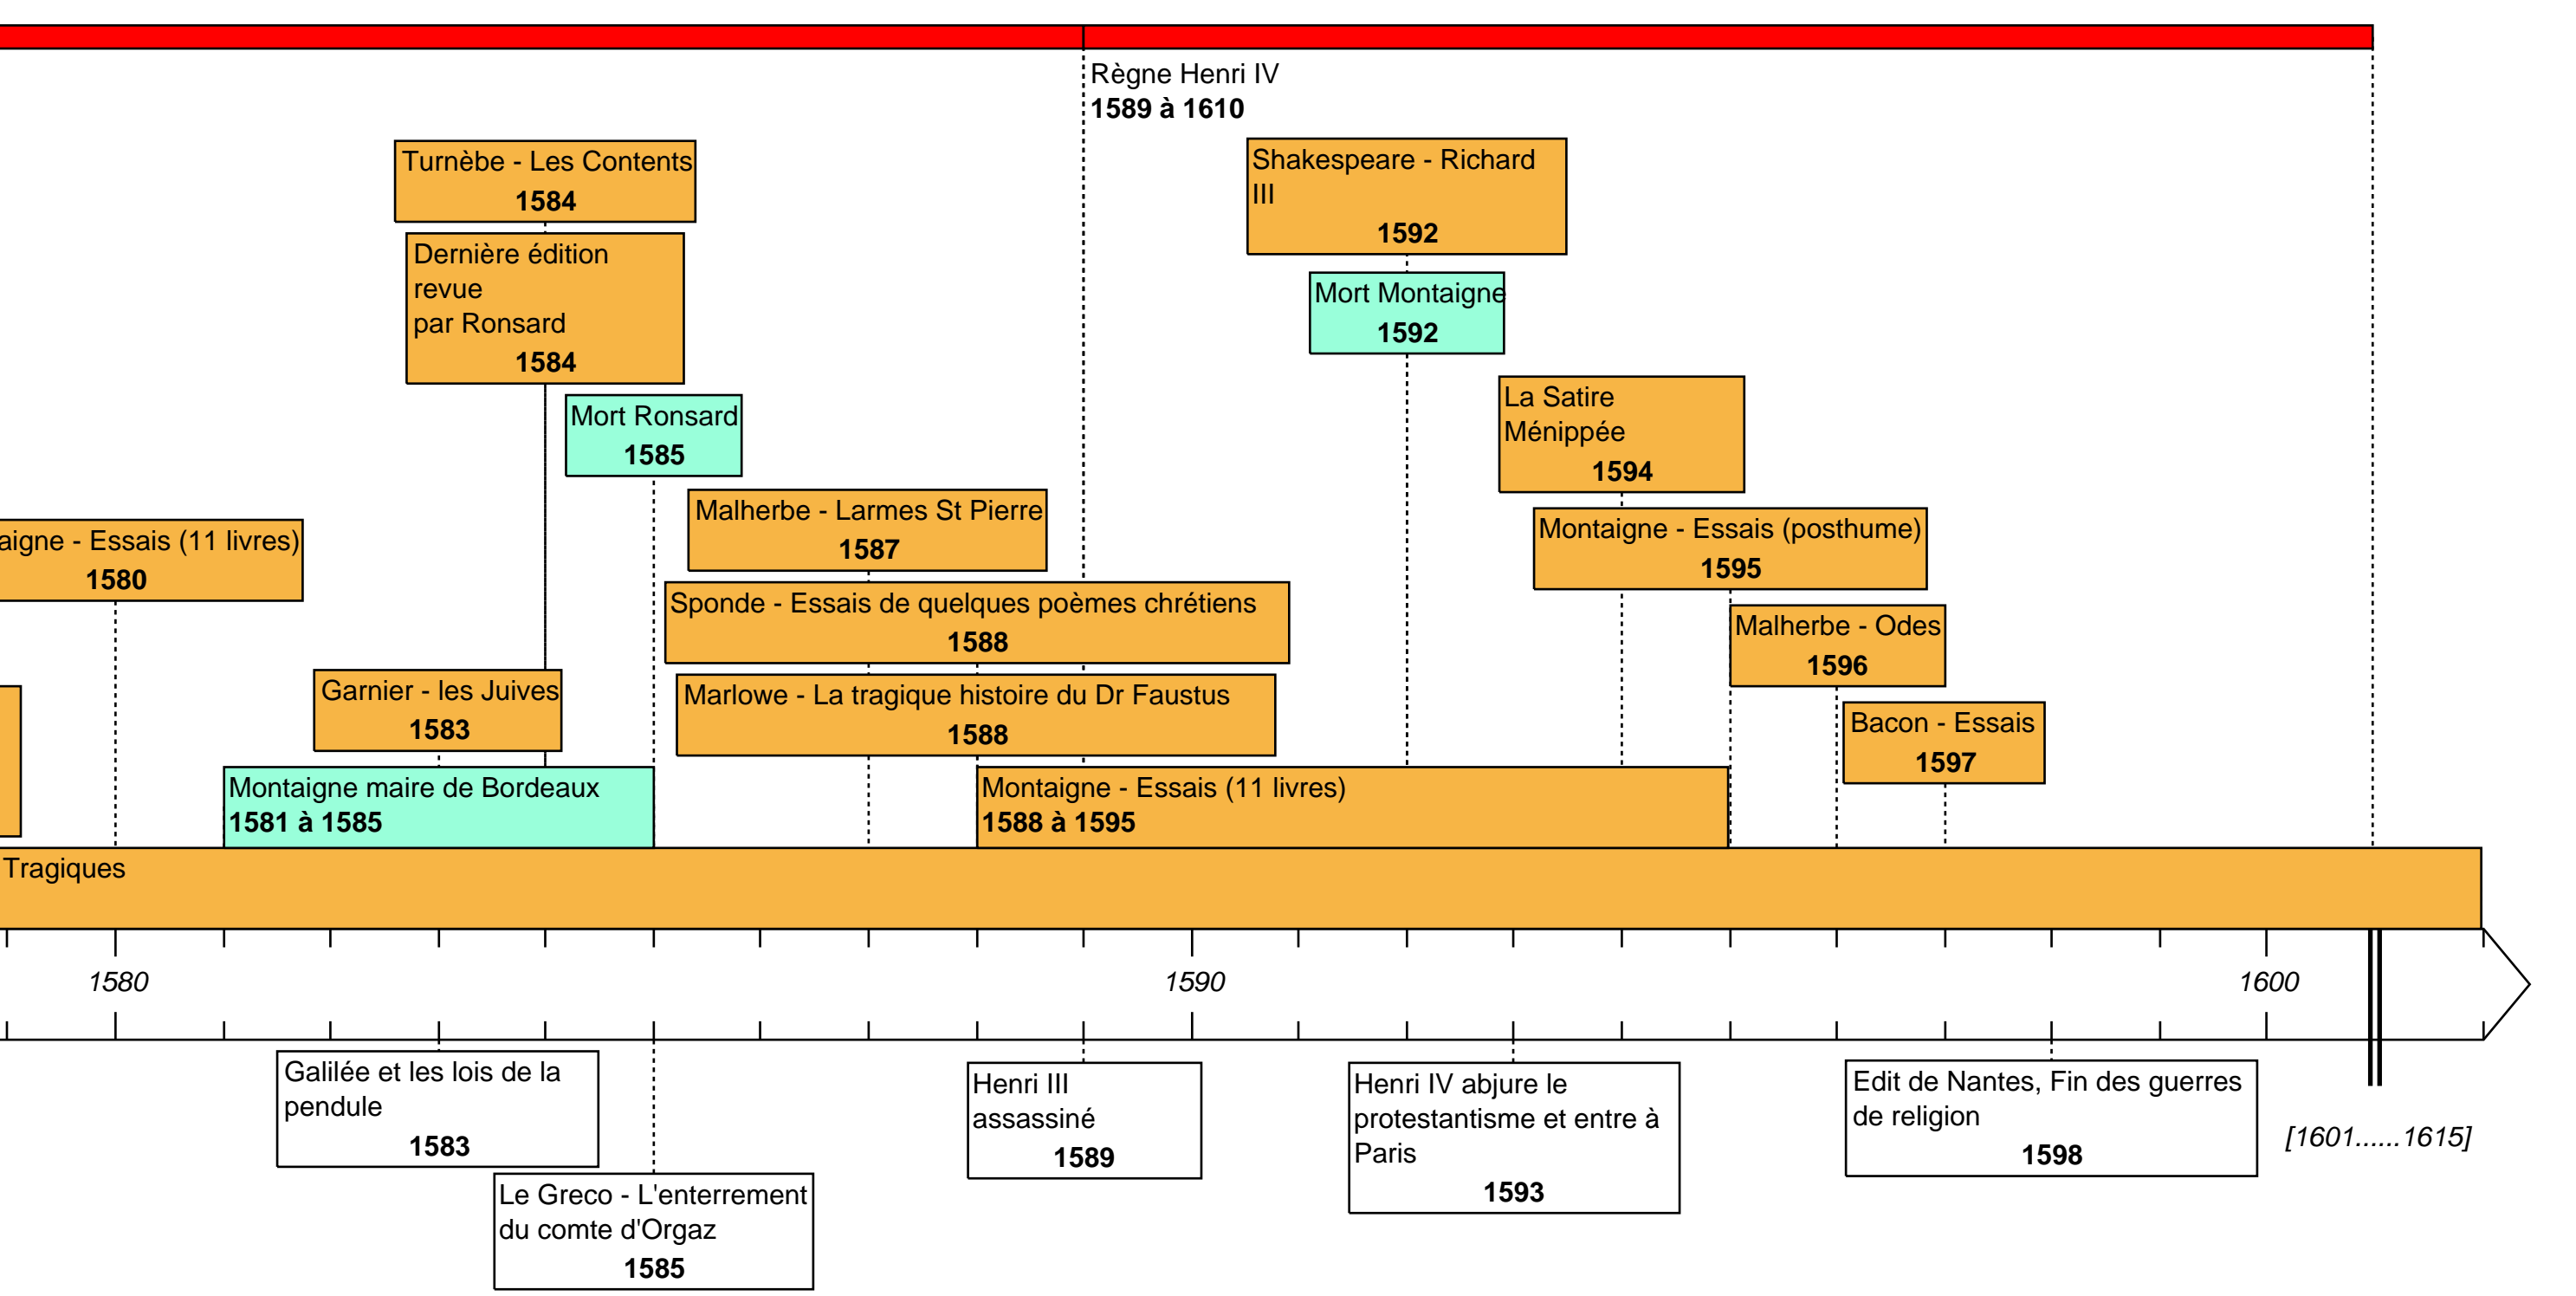 Règne Henri IV
1589 à 1610
Turnèbe - Les Contents
1584
Shakespeare - Richard
III
1592
Dernière édition
revue
par Ronsard
1584
Mort Montaigne
1592
Mort Ronsard
1585
La Satire
Ménippée
1594
Malherbe - Larmes St Pierre
1587
aigne - Essais (11 livres)
1580
Montaigne - Essais (posthume)
1595
Sponde - Essais de quelques poèmes chrétiens
1588
Malherbe - Odes
1596
Garnier - les Juives
1583
Marlowe - La tragique histoire du Dr Faustus
1588
Bacon - Essais
1597
Montaigne maire de Bordeaux
1581 à 1585
Montaigne - Essais (11 livres)
1588 à 1595
Tragiques
1580
1590
1600
Galilée et les lois de la
pendule
1583
Henri III
assassiné
1589
Henri IV abjure le
protestantisme et entre à
Paris
1593
Edit de Nantes, Fin des guerres
de religion
1598
[1601......1615]
Le Greco - L'enterrement
du comte d'Orgaz
1585